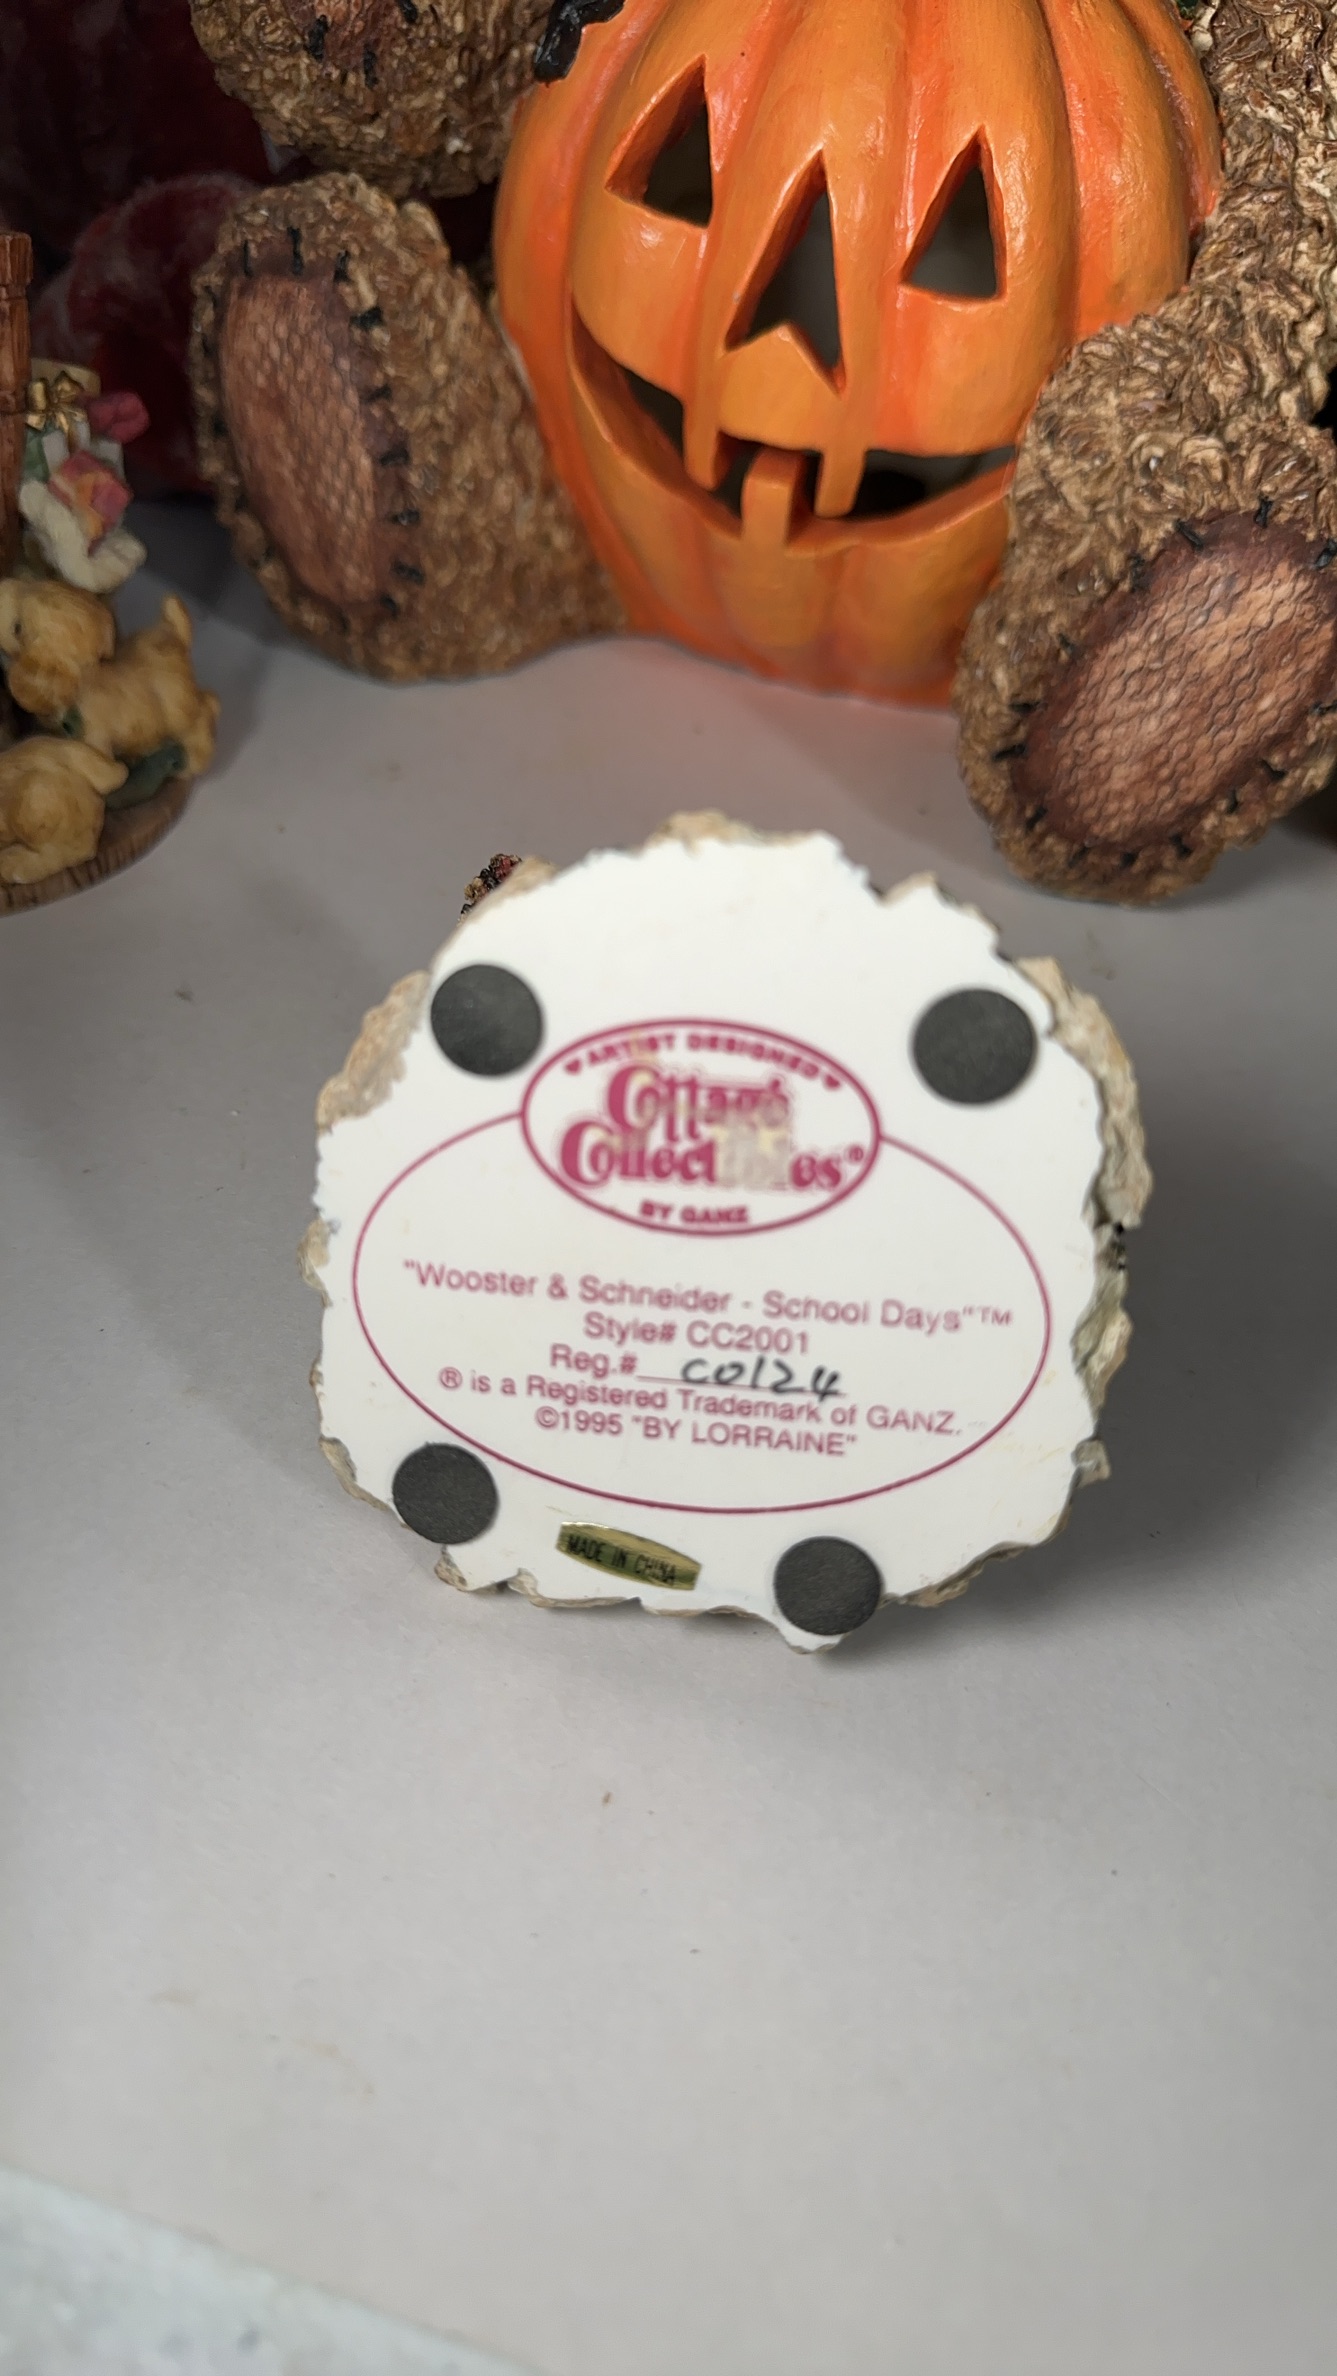 ♥ARTIST DESIGNED♥
Cottage
Collectibles®
BY GANZ
"Wooster & Schneider - School Days"™
Style# CC2001
Reg.# C0124
® is a Registered Trademark of GANZ.
©1995 "BY LORRAINE"
MADE IN CHINA